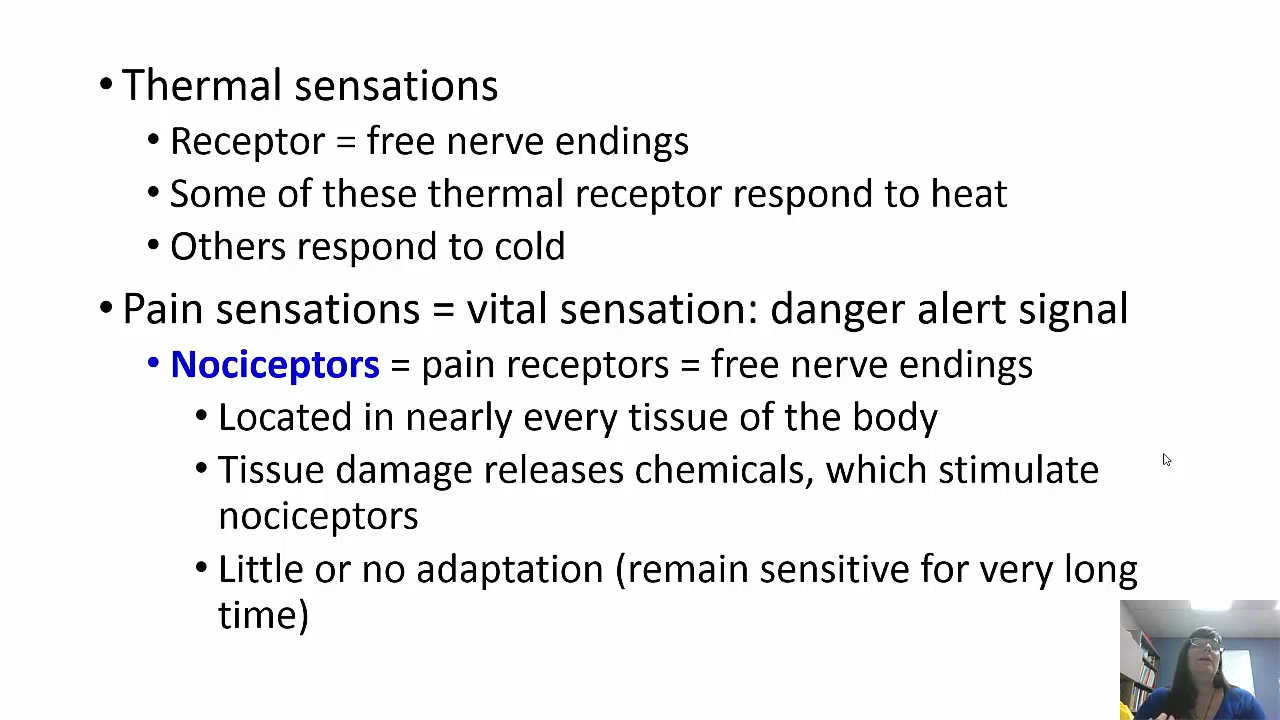 • Thermal sensations
• Receptor = free nerve endings
• Some of these thermal receptor respond to heat
• Others respond to cold
• Pain sensations = vital sensation: danger alert signal
• Nociceptors = pain receptors = free nerve endings
• Located in nearly every tissue of the body
• Tissue damage releases chemicals, which stimulate
nociceptors
• Little or no adaptation (remain sensitive for very long
time)